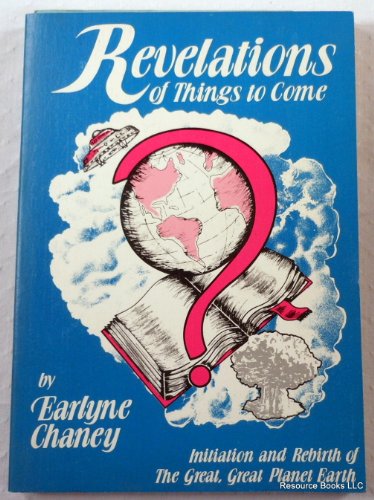 Revelations
of Things to Come
by
Earlyne
Chaney
Initiation and Rebirth of
The Great, Great Planet Earth
Resource Books LLC